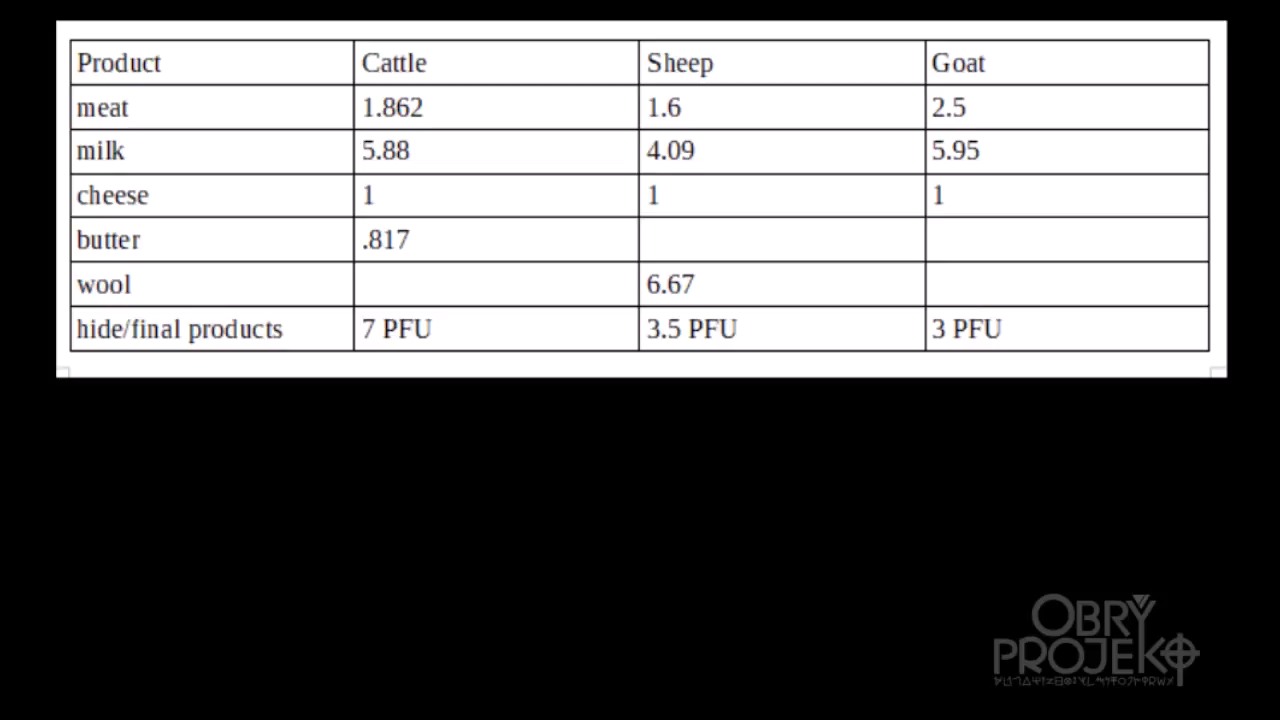 Product Cattle Sheep Goat
meat 1.862 1.6 2.5
milk 5.88 4.09 5.95
cheese 1 1 1
butter .817
wool 6.67
hide/final products 7 PFU 3.5 PFU 3 PFU
OBRY
PROJEKT